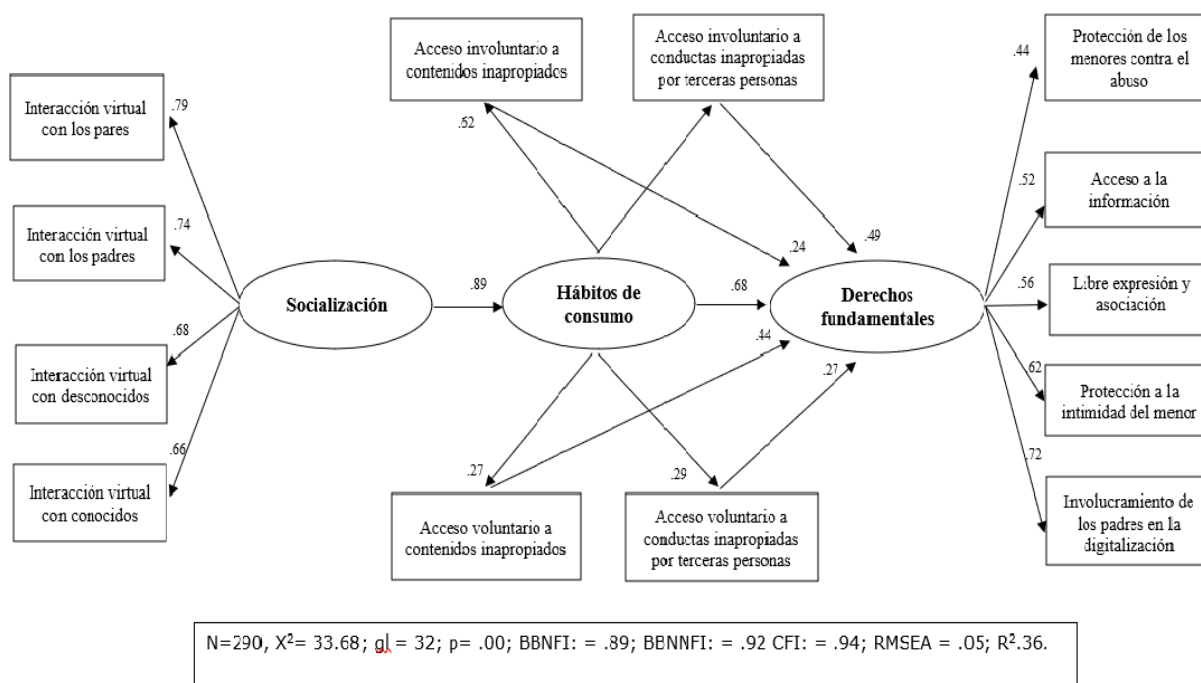 Interacción virtual
con los pares
.79
Interacción virtual
con los padres
.74
Interacción virtual
con desconocidos
.68
Interacción virtual
con conocidos
.66
Socialización
.89
Acceso involuntario a
contenidos inapropiados
.52
Acceso involuntario a
conductas inapropiadas
por terceras personas
Hábitos de
consumo
.68
.24
.49
.44
.27
Acceso voluntario a
contenidos inapropiados
.27
Acceso voluntario a
conductas inapropiadas
por terceras personas
.29
Derechos
fundamentales
.44
Protección de los
menores contra el
abuso
.52
Acceso a la
información
.56
Libre expresión y
asociación
.62
Protección a la
intimidad del menor
.72
Involucramiento de
los padres en la
digitalización
N=290, X²= 33.68; gl = 32; p= .00; BBNFI: = .89; BBNNFI: = .92 CFI: = .94; RMSEA = .05; R².36.